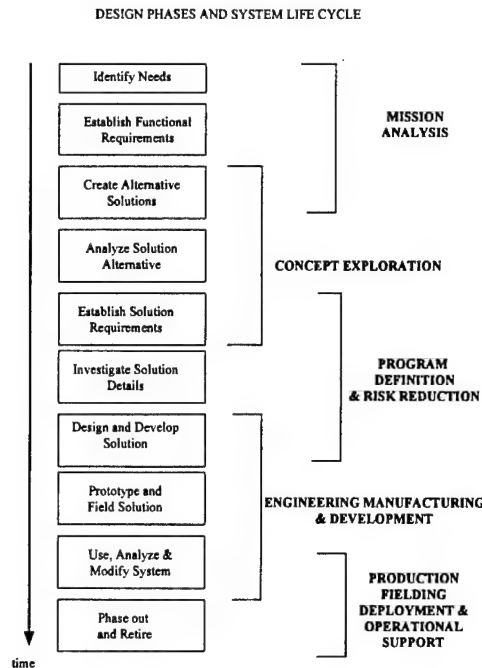 DESIGN PHASES AND SYSTEM LIFE CYCLE
Identify Needs
Establish Functional
Requirements
MISSION
ANALYSIS
Create Alternative
Solutions
Analyze Solution
Alternative
CONCEPT EXPLORATION
Establish Solution
Requirements
Investigate Solution
Details
PROGRAM
DEFINITION
& RISK REDUCTION
Design and Develop
Solution
Prototype and
Field Solution
ENGINEERING MANUFACTURING
& DEVELOPMENT
Use, Analyze &
Modify System
Phase out
and Retire
PRODUCTION
FIELDING
DEPLOYMENT &
OPERATIONAL
SUPPORT
time